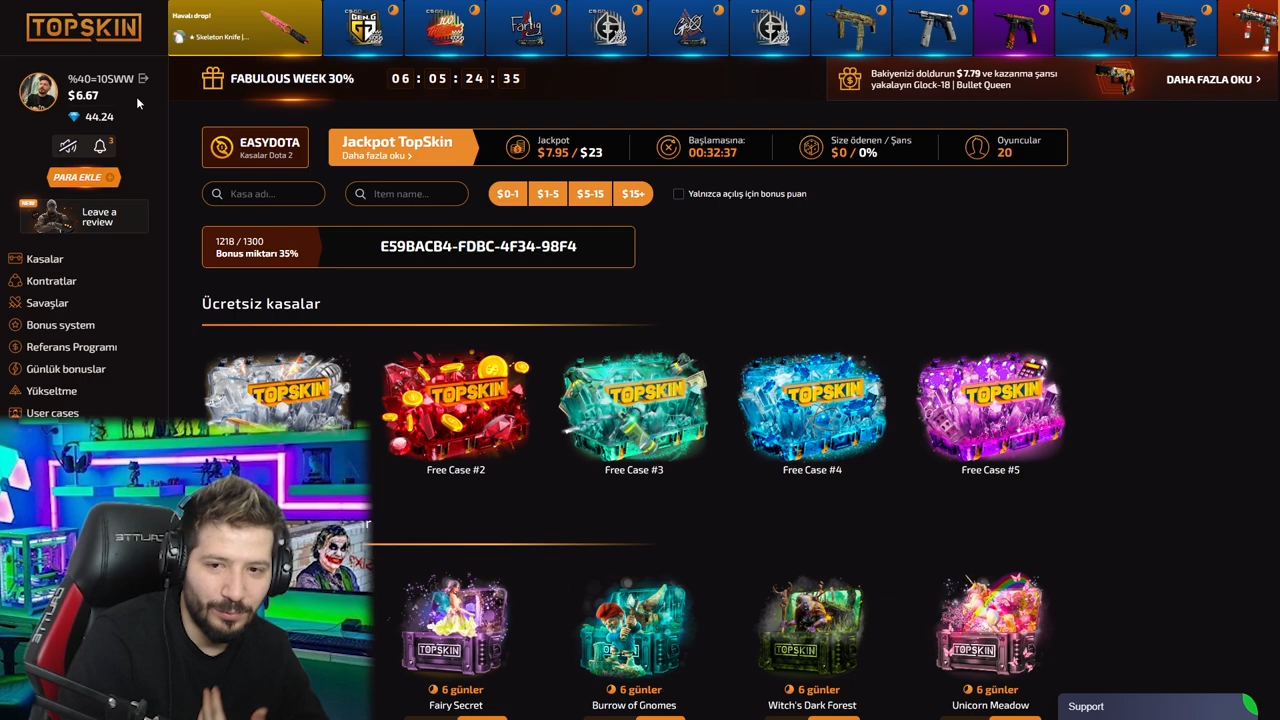 TOPSKIN
Havalı drop!
★ Skeleton Knife |...
GEN.G
Fartig
%40=10SWW
$6.67
44.24
3
PARA EKLE
NEW
Leave a
review
Kasalar
Kontratlar
Savaşlar
Bonus system
Referans Programı
Günlük bonuslar
Yükseltme
User cases
FABULOUS WEEK 30%
06 : 05 : 24 : 35
Bakiyenizi doldurun $7.79 ve kazanma şansı
yakalayın Glock-18 | Bullet Queen
DAHA FAZLA OKU
EASYDOTA
Kasalar Dota 2
Jackpot TopSkin
Daha fazla oku
Jackpot
$7.95 / $23
Başlamasına:
00:32:37
Size ödenen / Şans
$0 / 0%
Oyuncular
20
Kasa adı...
Item name...
$0-1
$1-5
$5-15
$15+
Yalnızca açılış için bonus puan
1218 / 1300
Bonus miktarı 35%
E59BACB4-FDBC-4F34-98F4
Ücretsiz kasalar
TOPSKIN
TOPSKIN
TOPSKIN
TOPSKIN
TOPSKIN
Free Case #2
Free Case #3
Free Case #4
Free Case #5
TOPSKIN
TOPSKIN
TOPSKIN
6 günler
6 günler
6 günler
6 günler
Fairy Secret
Burrow of Gnomes
Witch's Dark Forest
Unicorn Meadow
Support